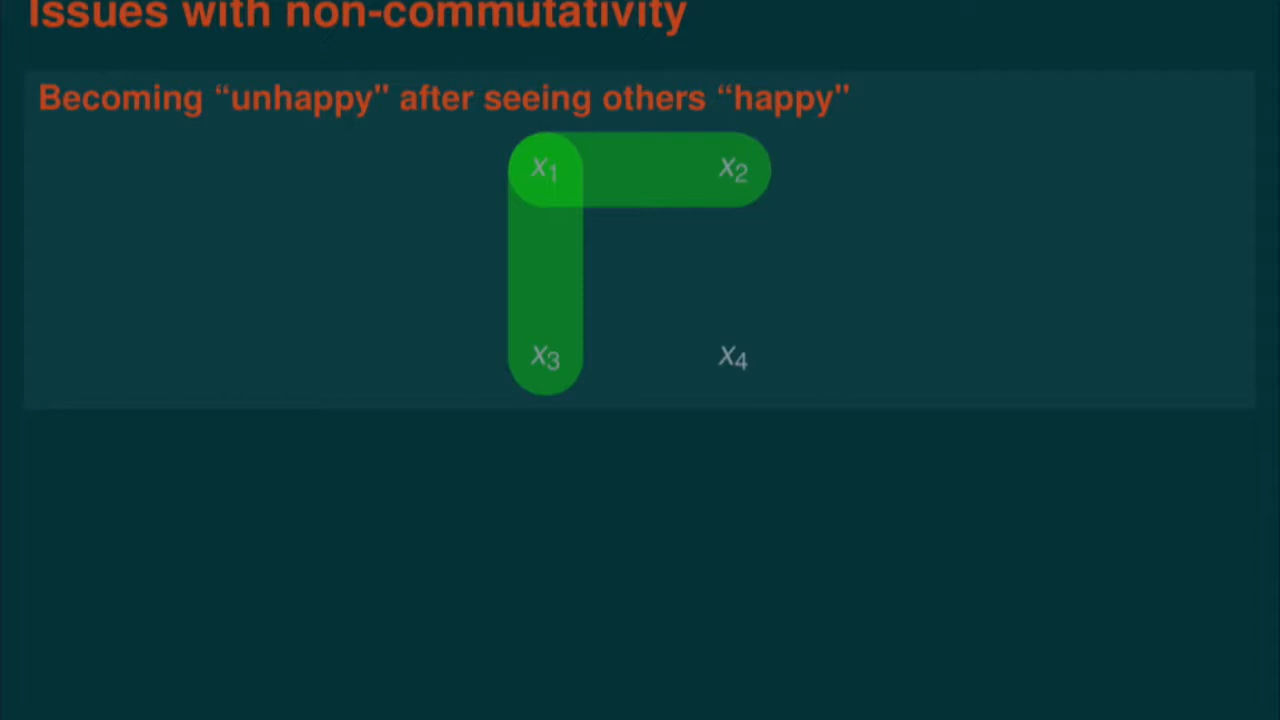 Issues with non-commutativity
Becoming “unhappy" after seeing others “happy"
x₁ x₂
x₃ x₄